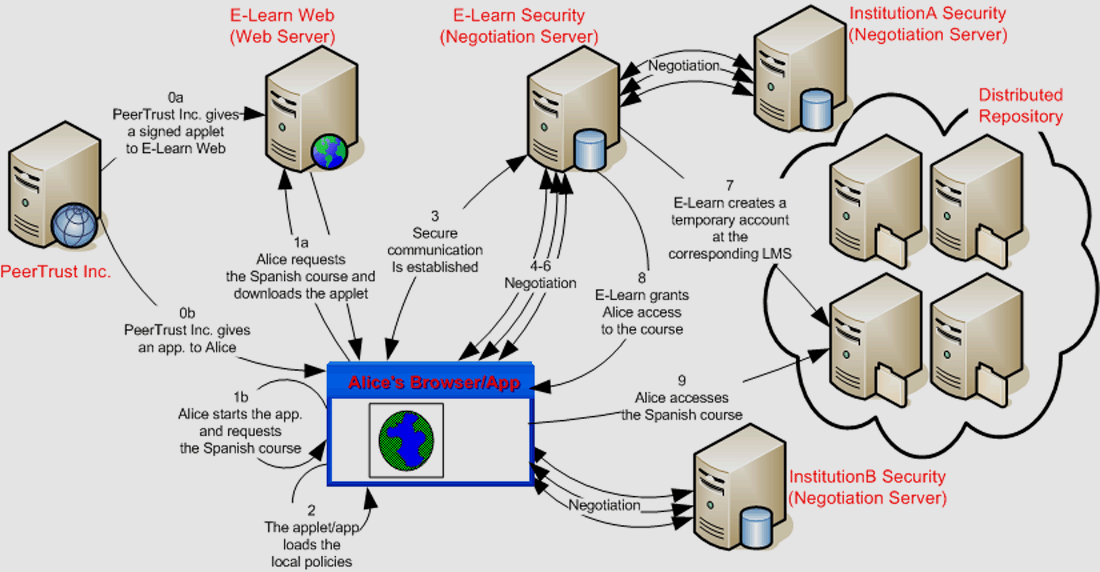 E-Learn Web
(Web Server)
E-Learn Security
(Negotiation Server)
InstitutionA Security
(Negotiation Server)
Negotiation
Distributed
Repository
0a
PeerTrust Inc. gives
a signed applet
to E-Learn Web
PeerTrust Inc.
1a
Alice requests
the Spanish course and
downloads the applet
3
Secure
communication
Is established
4-6
Negotiation
7
E-Learn creates a
temporary account
at the
corresponding LMS
8
E-Learn grants
Alice access
to the course
0b
PeerTrust Inc. gives
an app. to Alice
Alice's Browser/App
9
Alice accesses
the Spanish course
1b
Alice starts the app.
and requests
the Spanish course
2
The applet/app
loads the
local policies
Negotiation
InstitutionB Security
(Negotiation Server)